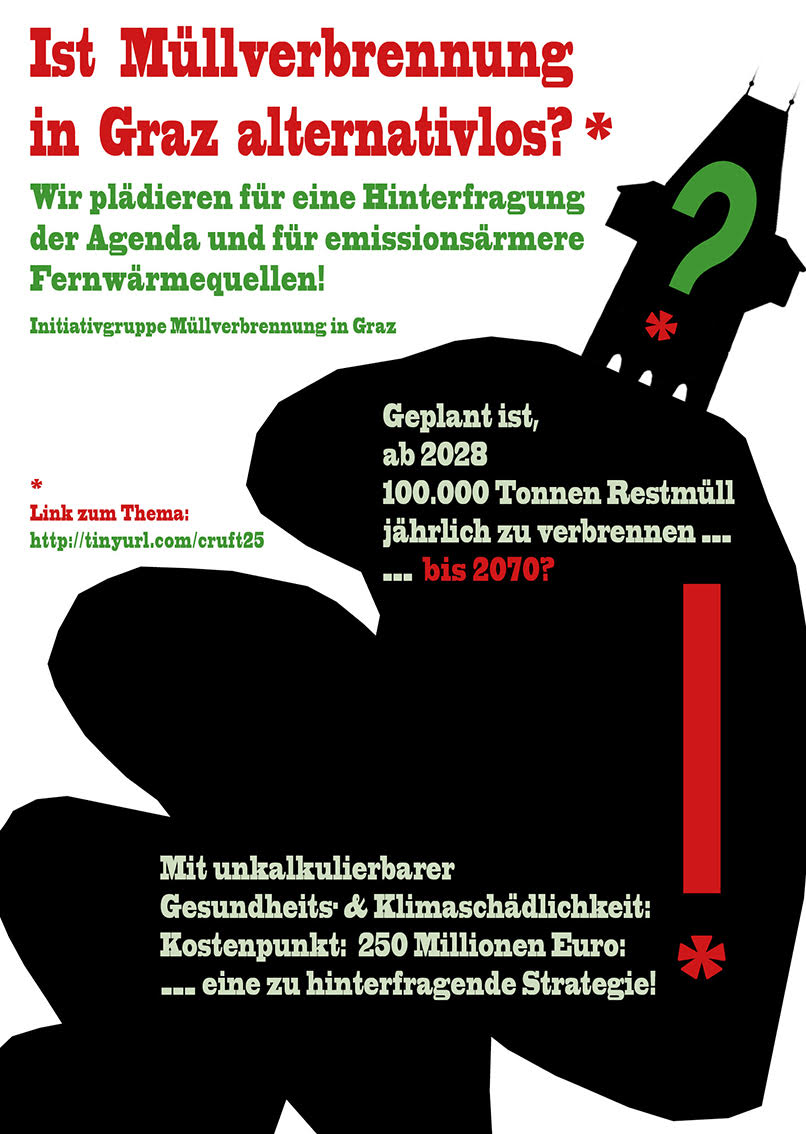 Ist Müllverbrennung
in Graz alternativlos? *
Wir plädieren für eine Hinterfragung
der Agenda und für emissionsärmere
Fernwärmequellen!
Initiativgruppe Müllverbrennung in Graz
?
*
Geplant ist,
ab 2028
100.000 Tonnen Restmüll
jährlich zu verbrennen ...
... bis 2070?
*
Link zum Thema:
http://tinyurl.com/cruft25
Mit unkalkulierbarer
Gesundheits- & Klimaschädlichkeit:
Kostenpunkt: 250 Millionen Euro:
... eine zu hinterfragende Strategie!
!